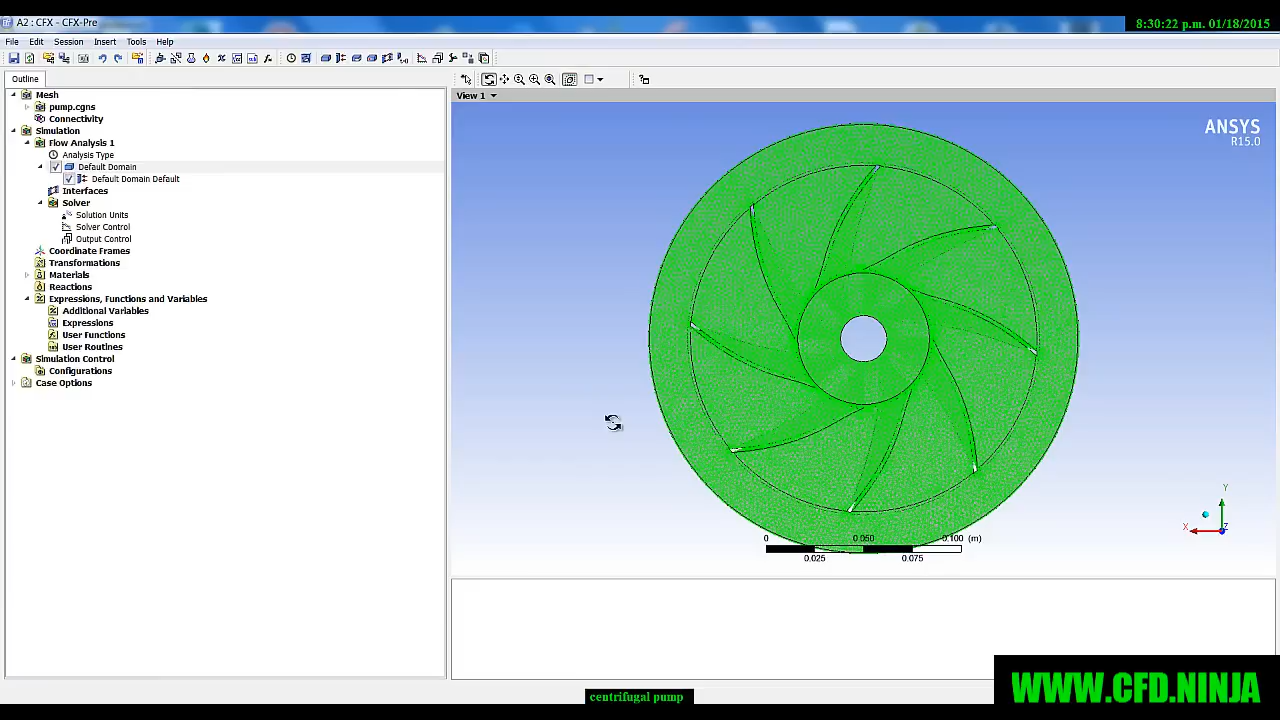 A2 : CFX - CFX-Pre
8:30:22 p.m. 01/18/2015
File Edit Session Insert Tools Help
Outline
Mesh
pump.cgns
Connectivity
Simulation
Flow Analysis 1
Analysis Type
Default Domain
Default Domain Default
Interfaces
Solver
Solution Units
Solver Control
Output Control
Coordinate Frames
Transformations
Materials
Reactions
Expressions, Functions and Variables
Additional Variables
Expressions
User Functions
User Routines
Simulation Control
Configurations
Case Options
View 1
ANSYS
R15.0
Y
X
Z
0 0.050 0.100 (m)
0.025 0.075
centrifugal pump
WWW.CFD.NINJA